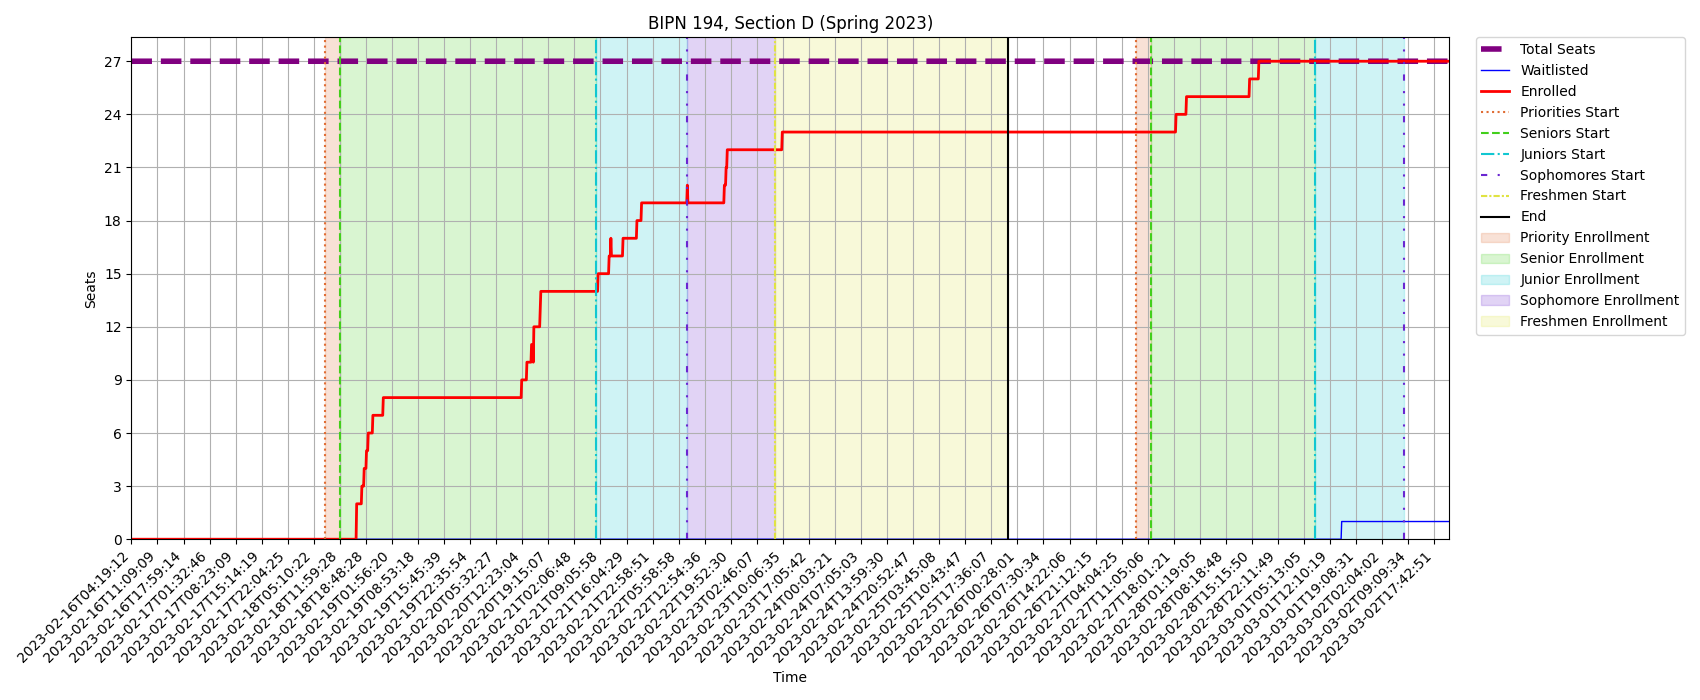 BIPN 194, Section D (Spring 2023)
Seats
27
24
21
18
15
12
9
6
3
0
2023-02-16T04:19:12
2023-02-16T11:09:09
2023-02-16T17:59:14
2023-02-17T01:32:46
2023-02-17T08:23:09
2023-02-17T15:14:19
2023-02-17T22:04:25
2023-02-18T05:10:22
2023-02-18T11:59:28
2023-02-18T18:48:28
2023-02-19T01:56:20
2023-02-19T08:53:18
2023-02-19T15:45:39
2023-02-19T22:35:54
2023-02-20T05:32:27
2023-02-20T12:23:04
2023-02-20T19:15:07
2023-02-21T02:06:48
2023-02-21T09:05:58
2023-02-21T16:04:29
2023-02-21T22:58:51
2023-02-22T05:58:58
2023-02-22T12:54:36
2023-02-22T19:52:30
2023-02-23T02:46:07
2023-02-23T10:06:35
2023-02-23T17:05:42
2023-02-24T00:03:21
2023-02-24T07:05:03
2023-02-24T13:59:30
2023-02-24T20:52:47
2023-02-25T03:45:08
2023-02-25T10:43:47
2023-02-25T17:36:07
2023-02-26T00:28:01
2023-02-26T07:30:34
2023-02-26T14:22:06
2023-02-26T21:12:15
2023-02-27T04:04:25
2023-02-27T11:05:06
2023-02-27T18:01:21
2023-02-28T01:19:05
2023-02-28T08:18:48
2023-02-28T15:15:50
2023-02-28T22:11:49
2023-03-01T05:13:05
2023-03-01T12:10:19
2023-03-01T19:08:31
2023-03-02T02:04:02
2023-03-02T09:09:34
2023-03-02T17:42:51
Time
Total Seats
Waitlisted
Enrolled
Priorities Start
Seniors Start
Juniors Start
Sophomores Start
Freshmen Start
End
Priority Enrollment
Senior Enrollment
Junior Enrollment
Sophomore Enrollment
Freshmen Enrollment